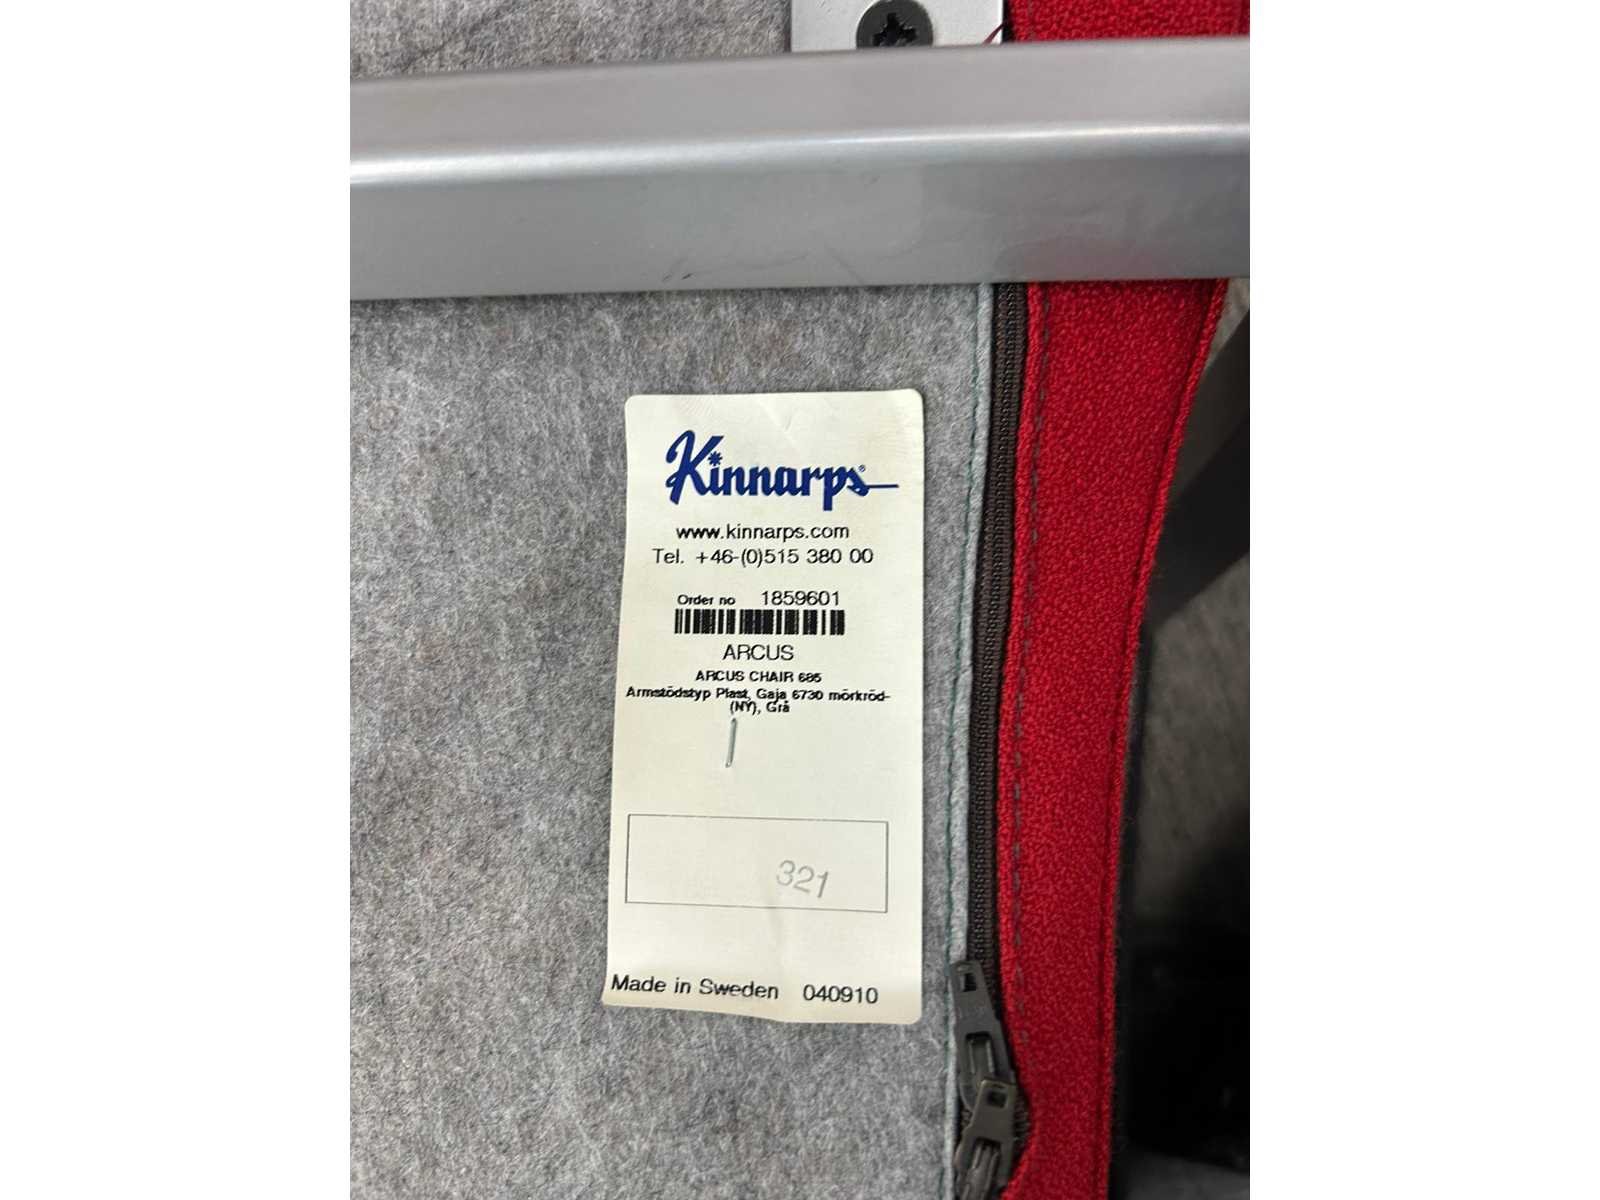 Kinnarps®
www.kinnarps.com
Tel. +46-(0)515 380 00
Order no 1859601
ARCUS
ARCUS CHAIR 685
Armstödstyp Plast, Gaja 6730 mörkröd-
(NY), Grå
321
Made in Sweden 040910